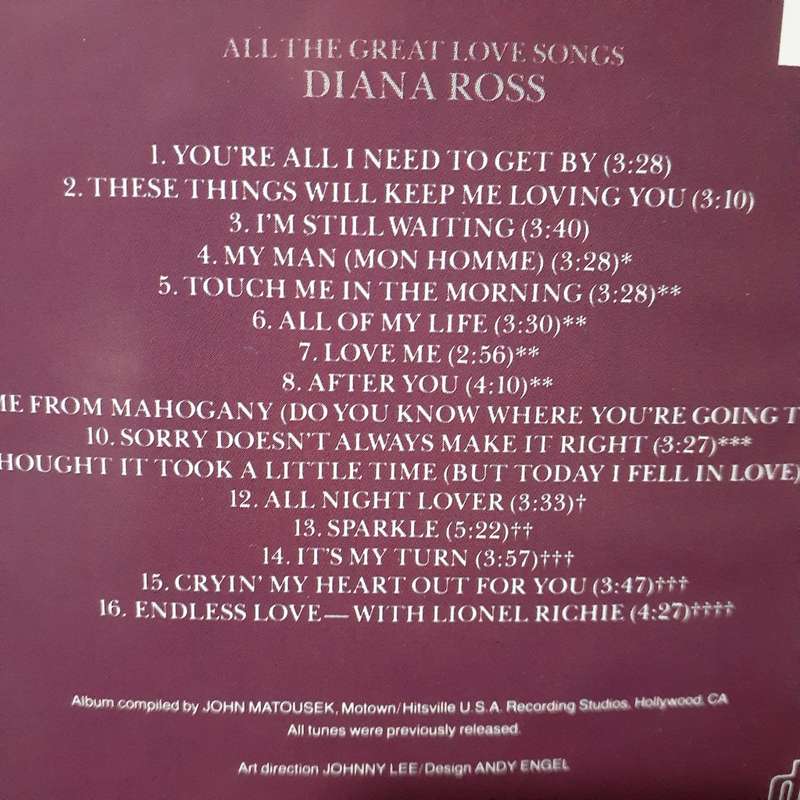 ALL THE GREAT LOVE SONGS
DIANA ROSS
1. YOU'RE ALL I NEED TO GET BY (3:28)
2. THESE THINGS WILL KEEP ME LOVING YOU (3:10)
3. I'M STILL WAITING (3:40)
4. MY MAN (MON HOMME) (3:28)*
5. TOUCH ME IN THE MORNING (3:28)**
6. ALL OF MY LIFE (3:30)**
7. LOVE ME (2:56)**
8. AFTER YOU (4:10)**
FROM MAHOGANY (DO YOU KNOW WHERE YOU'RE GOING
10. SORRY DOESN'T ALWAYS MAKE IT RIGHT (3:27)***
IT TOOK A LITTLE TIME (BUT TODAY I FELL IN LOVE)
12. ALL NIGHT LOVER (3:33)†
13. SPARKLE (5:22)††
14. IT'S MY TURN (3:57)†††
15. CRYIN' MY HEART OUT FOR YOU (3:47)†††
16. ENDLESS LOVE—WITH LIONEL RICHIE (4:27)††††
Album compiled by JOHN MATOUSEK, Motown/Hitsville U.S.A. Recording Studios, Hollywood, CA
All tunes were previously released.
Art direction JOHNNY LEE/Design ANDY ENGEL